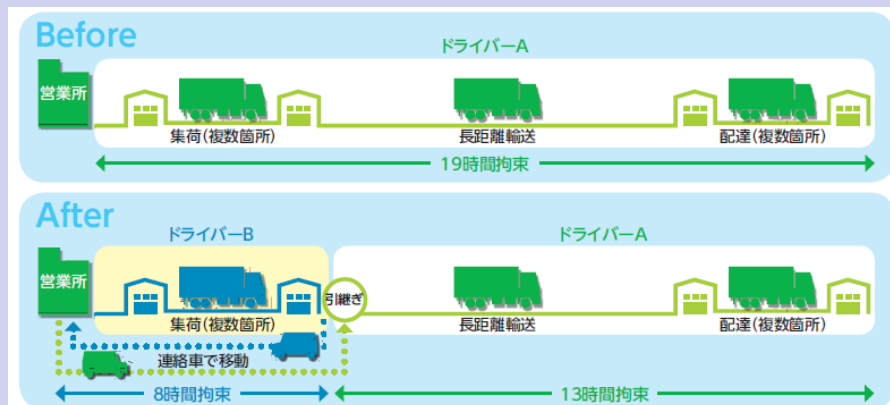 Before
ドライバーA
営業所
集荷(複数箇所)
長距離輸送
配達(複数箇所)
19時間拘束
After
ドライバーB
ドライバーA
営業所
引継ぎ
集荷(複数箇所)
長距離輸送
配達(複数箇所)
連絡車で移動
8時間拘束
13時間拘束